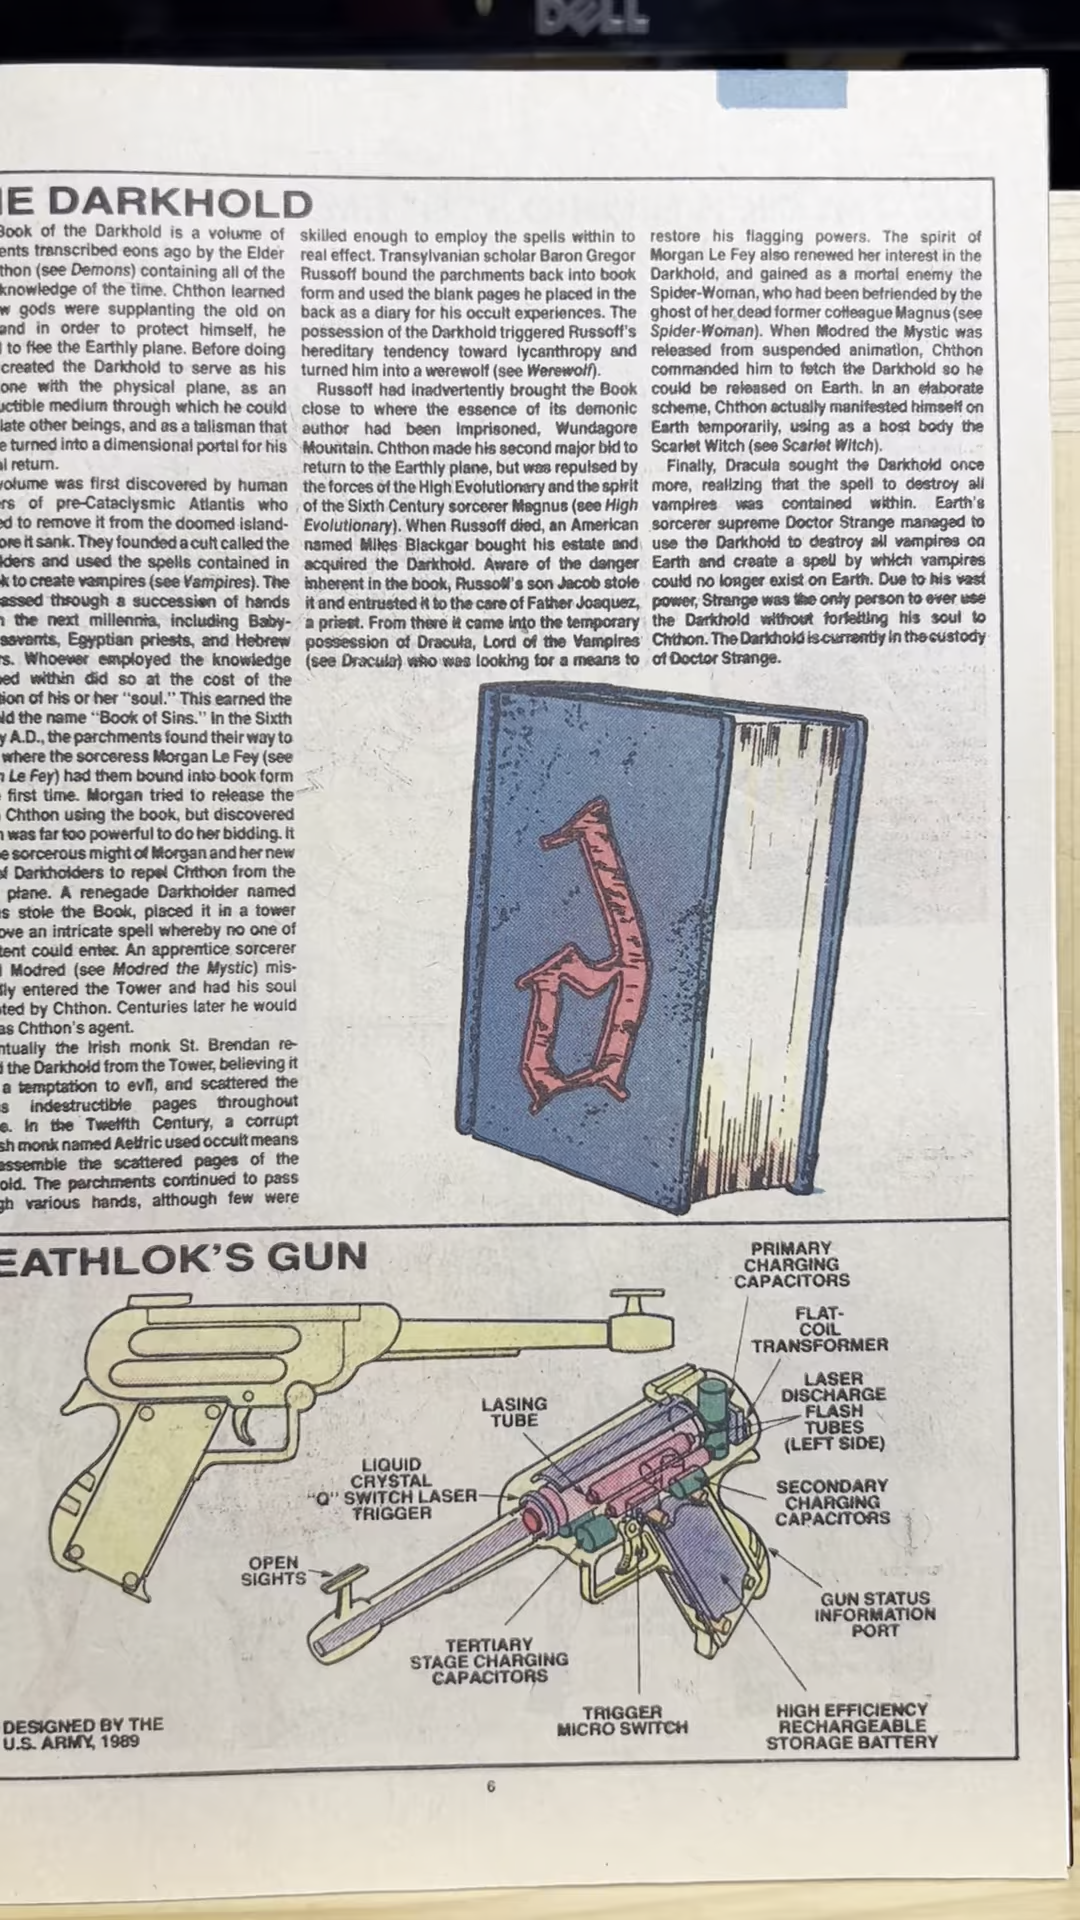 DELL
HE DARKHOLD
Book of the Darkhold is a volume of
ents transcribed eons ago by the Elder
thon (see Demons) containing all of the
knowledge of the time. Chthon learned
w gods were supplanting the old on
and in order to protect himself, he
to flee the Earthly plane. Before doing
created the Darkhold to serve as his
one with the physical plane, as an
uctible medium through which he could
late other beings, and as a talisman that
e turned into a dimensional portal for his
al return.
volume was first discovered by human
rs of pre-Cataclysmic Atlantis who
ed to remove it from the doomed island-
ore it sank. They founded a cult called the
lders and used the spells contained in
k to create vampires (see Vampires). The
assed through a succession of hands
n the next millennia, including Baby-
savants, Egyptian priests, and Hebrew
rs. Whoever employed the knowledge
ned within did so at the cost of the
tion of his or her "soul." This earned the
ld the name "Book of Sins." In the Sixth
y A.D., the parchments found their way to
where the sorceress Morgan Le Fey (see
n Le Fey) had them bound into book form
first time. Morgan tried to release the
Chthon using the book, but discovered
n was far too powerful to do her bidding. It
e sorcerous might of Morgan and her new
of Darkholders to repel Chthon from the
plane. A renegade Darkholder named
s stole the Book, placed it in a tower
ove an intricate spell whereby no one of
tent could enter. An apprentice sorcerer
Modred (see Modred the Mystic) mis-
lly entered the Tower and had his soul
ted by Chthon. Centuries later he would
as Chthon's agent.
ntually the Irish monk St. Brendan re-
d the Darkhold from the Tower, believing it
a temptation to evil, and scattered the
s indestructible pages throughout
e. In the Twelfth Century, a corrupt
sh monk named Aelfric used occult means
assemble the scattered pages of the
old. The parchments continued to pass
gh various hands, although few were
skilled enough to employ the spells within to
real effect. Transylvanian scholar Baron Gregor
Russoff bound the parchments back into book
form and used the blank pages he placed in the
back as a diary for his occult experiences. The
possession of the Darkhold triggered Russoff's
hereditary tendency toward lycanthropy and
turned him into a werewolf (see Werewolf).
Russoff had inadvertently brought the Book
close to where the essence of its demonic
author had been imprisoned, Wundagore
Mountain. Chthon made his second major bid to
return to the Earthly plane, but was repulsed by
the forces of the High Evolutionary and the spirit
of the Sixth Century sorcerer Magnus (see High
Evolutionary). When Russoff died, an American
named Miles Blackgar bought his estate and
acquired the Darkhold. Aware of the danger
inherent in the book, Russoff's son Jacob stole
it and entrusted it to the care of Father Joaquez,
a priest. From there it came into the temporary
possession of Dracula, Lord of the Vampires
(see Dracula) who was looking for a means to
restore his flagging powers. The spirit of
Morgan Le Fey also renewed her interest in the
Darkhold, and gained as a mortal enemy the
Spider-Woman, who had been befriended by the
ghost of her dead former colleague Magnus (see
Spider-Woman). When Modred the Mystic was
released from suspended animation, Chthon
commanded him to fetch the Darkhold so he
could be released on Earth. In an elaborate
scheme, Chthon actually manifested himself on
Earth temporarily, using as a host body the
Scarlet Witch (see Scarlet Witch).
Finally, Dracula sought the Darkhold once
more, realizing that the spell to destroy all
vampires was contained within. Earth's
sorcerer supreme Doctor Strange managed to
use the Darkhold to destroy all vampires on
Earth and create a spell by which vampires
could no longer exist on Earth. Due to his vast
power, Strange was the only person to ever use
the Darkhold without forfeiting his soul to
Chthon. The Darkhold is currently in the custody
of Doctor Strange.
EATHLOK'S GUN
PRIMARY
CHARGING
CAPACITORS
FLAT-
COIL
TRANSFORMER
LASER
DISCHARGE
FLASH
TUBES
(LEFT SIDE)
LASING
TUBE
LIQUID
CRYSTAL
"Q" SWITCH LASER
TRIGGER
SECONDARY
CHARGING
CAPACITORS
OPEN
SIGHTS
GUN STATUS
INFORMATION
PORT
TERTIARY
STAGE CHARGING
CAPACITORS
TRIGGER
MICRO SWITCH
HIGH EFFICIENCY
RECHARGEABLE
STORAGE BATTERY
DESIGNED BY THE
U.S. ARMY, 1989
6